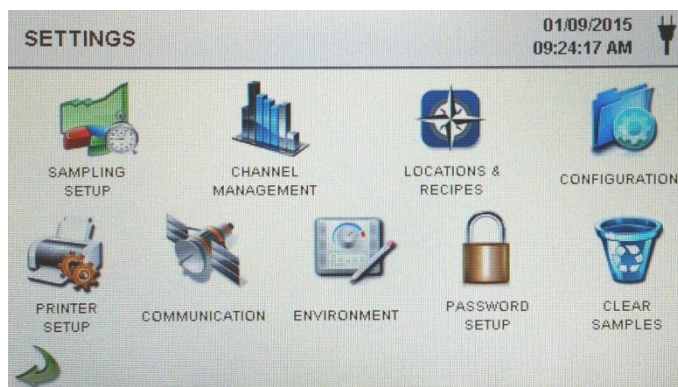 SETTINGS
01/09/2015
09:24:17 AM
SAMPLING
SETUP
CHANNEL
MANAGEMENT
LOCATIONS &
RECIPES
CONFIGURATION
PRINTER
SETUP
COMMUNICATION
ENVIRONMENT
PASSWORD
SETUP
CLEAR
SAMPLES